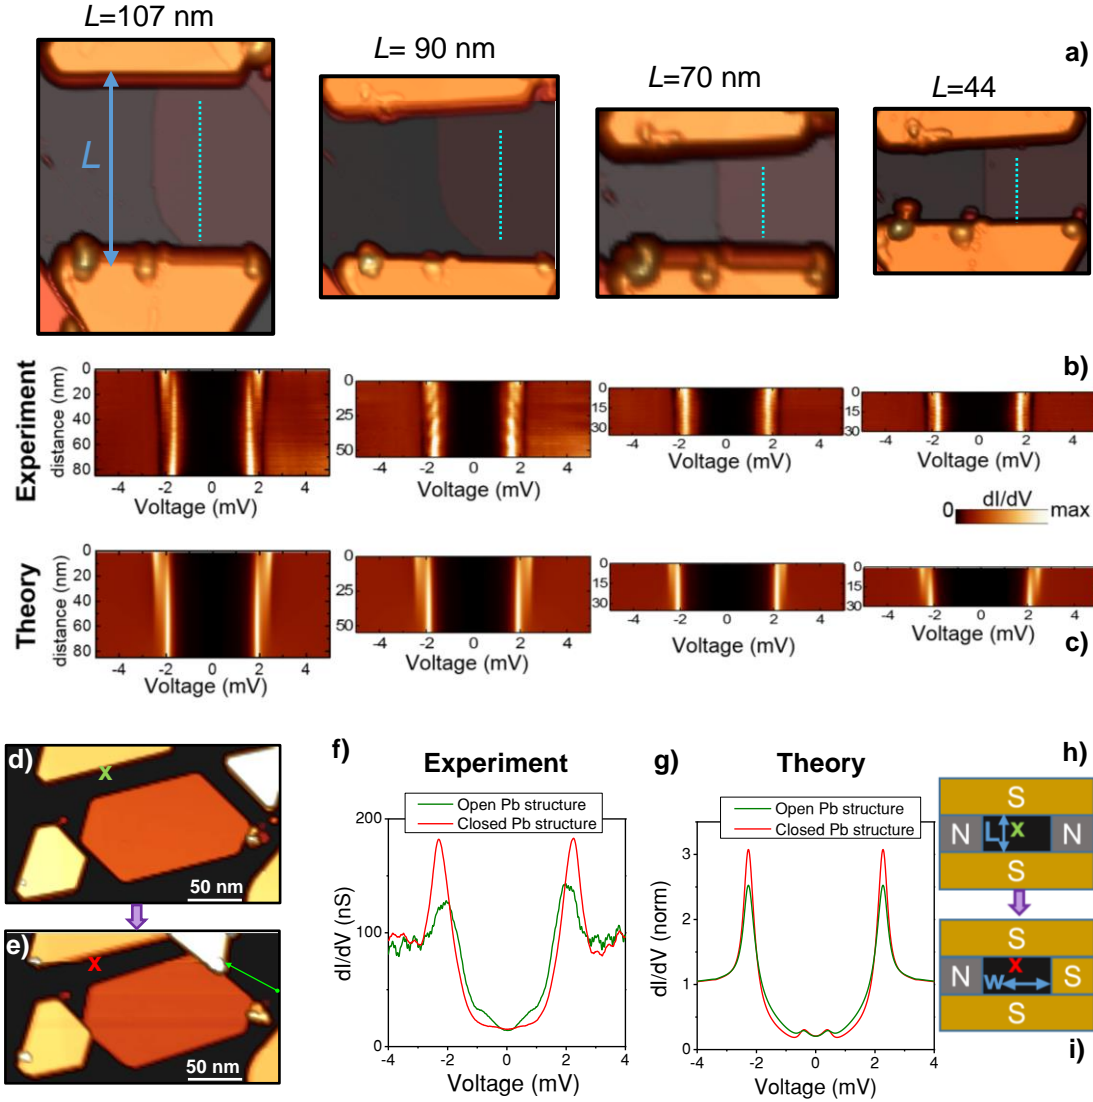 L=107 nm
L= 90 nm
L=70 nm
L=44
a)
L
b)
Experiment
distance (nm)
0
20
40
60
80
-4 -2 0 2 4
Voltage (mV)
0
25
50
-4 -2 0 2 4
Voltage (mV)
0
15
30
-4 -2 0 2 4
Voltage (mV)
0
15
30
-4 -2 0 2 4
Voltage (mV)
dI/dV
0 max
Theory
distance (nm)
0
20
40
60
80
-4 -2 0 2 4
Voltage (mV)
0
25
50
-4 -2 0 2 4
Voltage (mV)
0
15
30
-4 -2 0 2 4
Voltage (mV)
0
15
30
-4 -2 0 2 4
Voltage (mV)
c)
d)
x
50 nm
e)
x
50 nm
f)
Experiment
Open Pb structure
Closed Pb structure
dI/dV (nS)
200
100
0
-4 -2 0 2 4
Voltage (mV)
g)
Theory
Open Pb structure
Closed Pb structure
dI/dV (norm)
3
2
1
0
-4 -2 0 2 4
Voltage (mV)
h)
S
N L x N
S
S
N W x S
S
i)